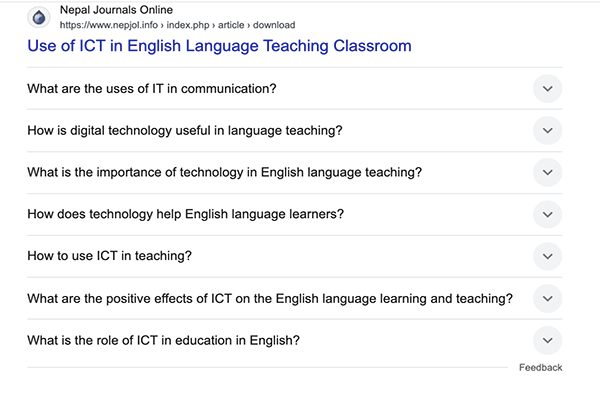 Nepal Journals Online
https://www.nepjol.info › index.php › article › download
Use of ICT in English Language Teaching Classroom
What are the uses of IT in communication?
How is digital technology useful in language teaching?
What is the importance of technology in English language teaching?
How does technology help English language learners?
How to use ICT in teaching?
What are the positive effects of ICT on the English language learning and teaching?
What is the role of ICT in education in English?
Feedback